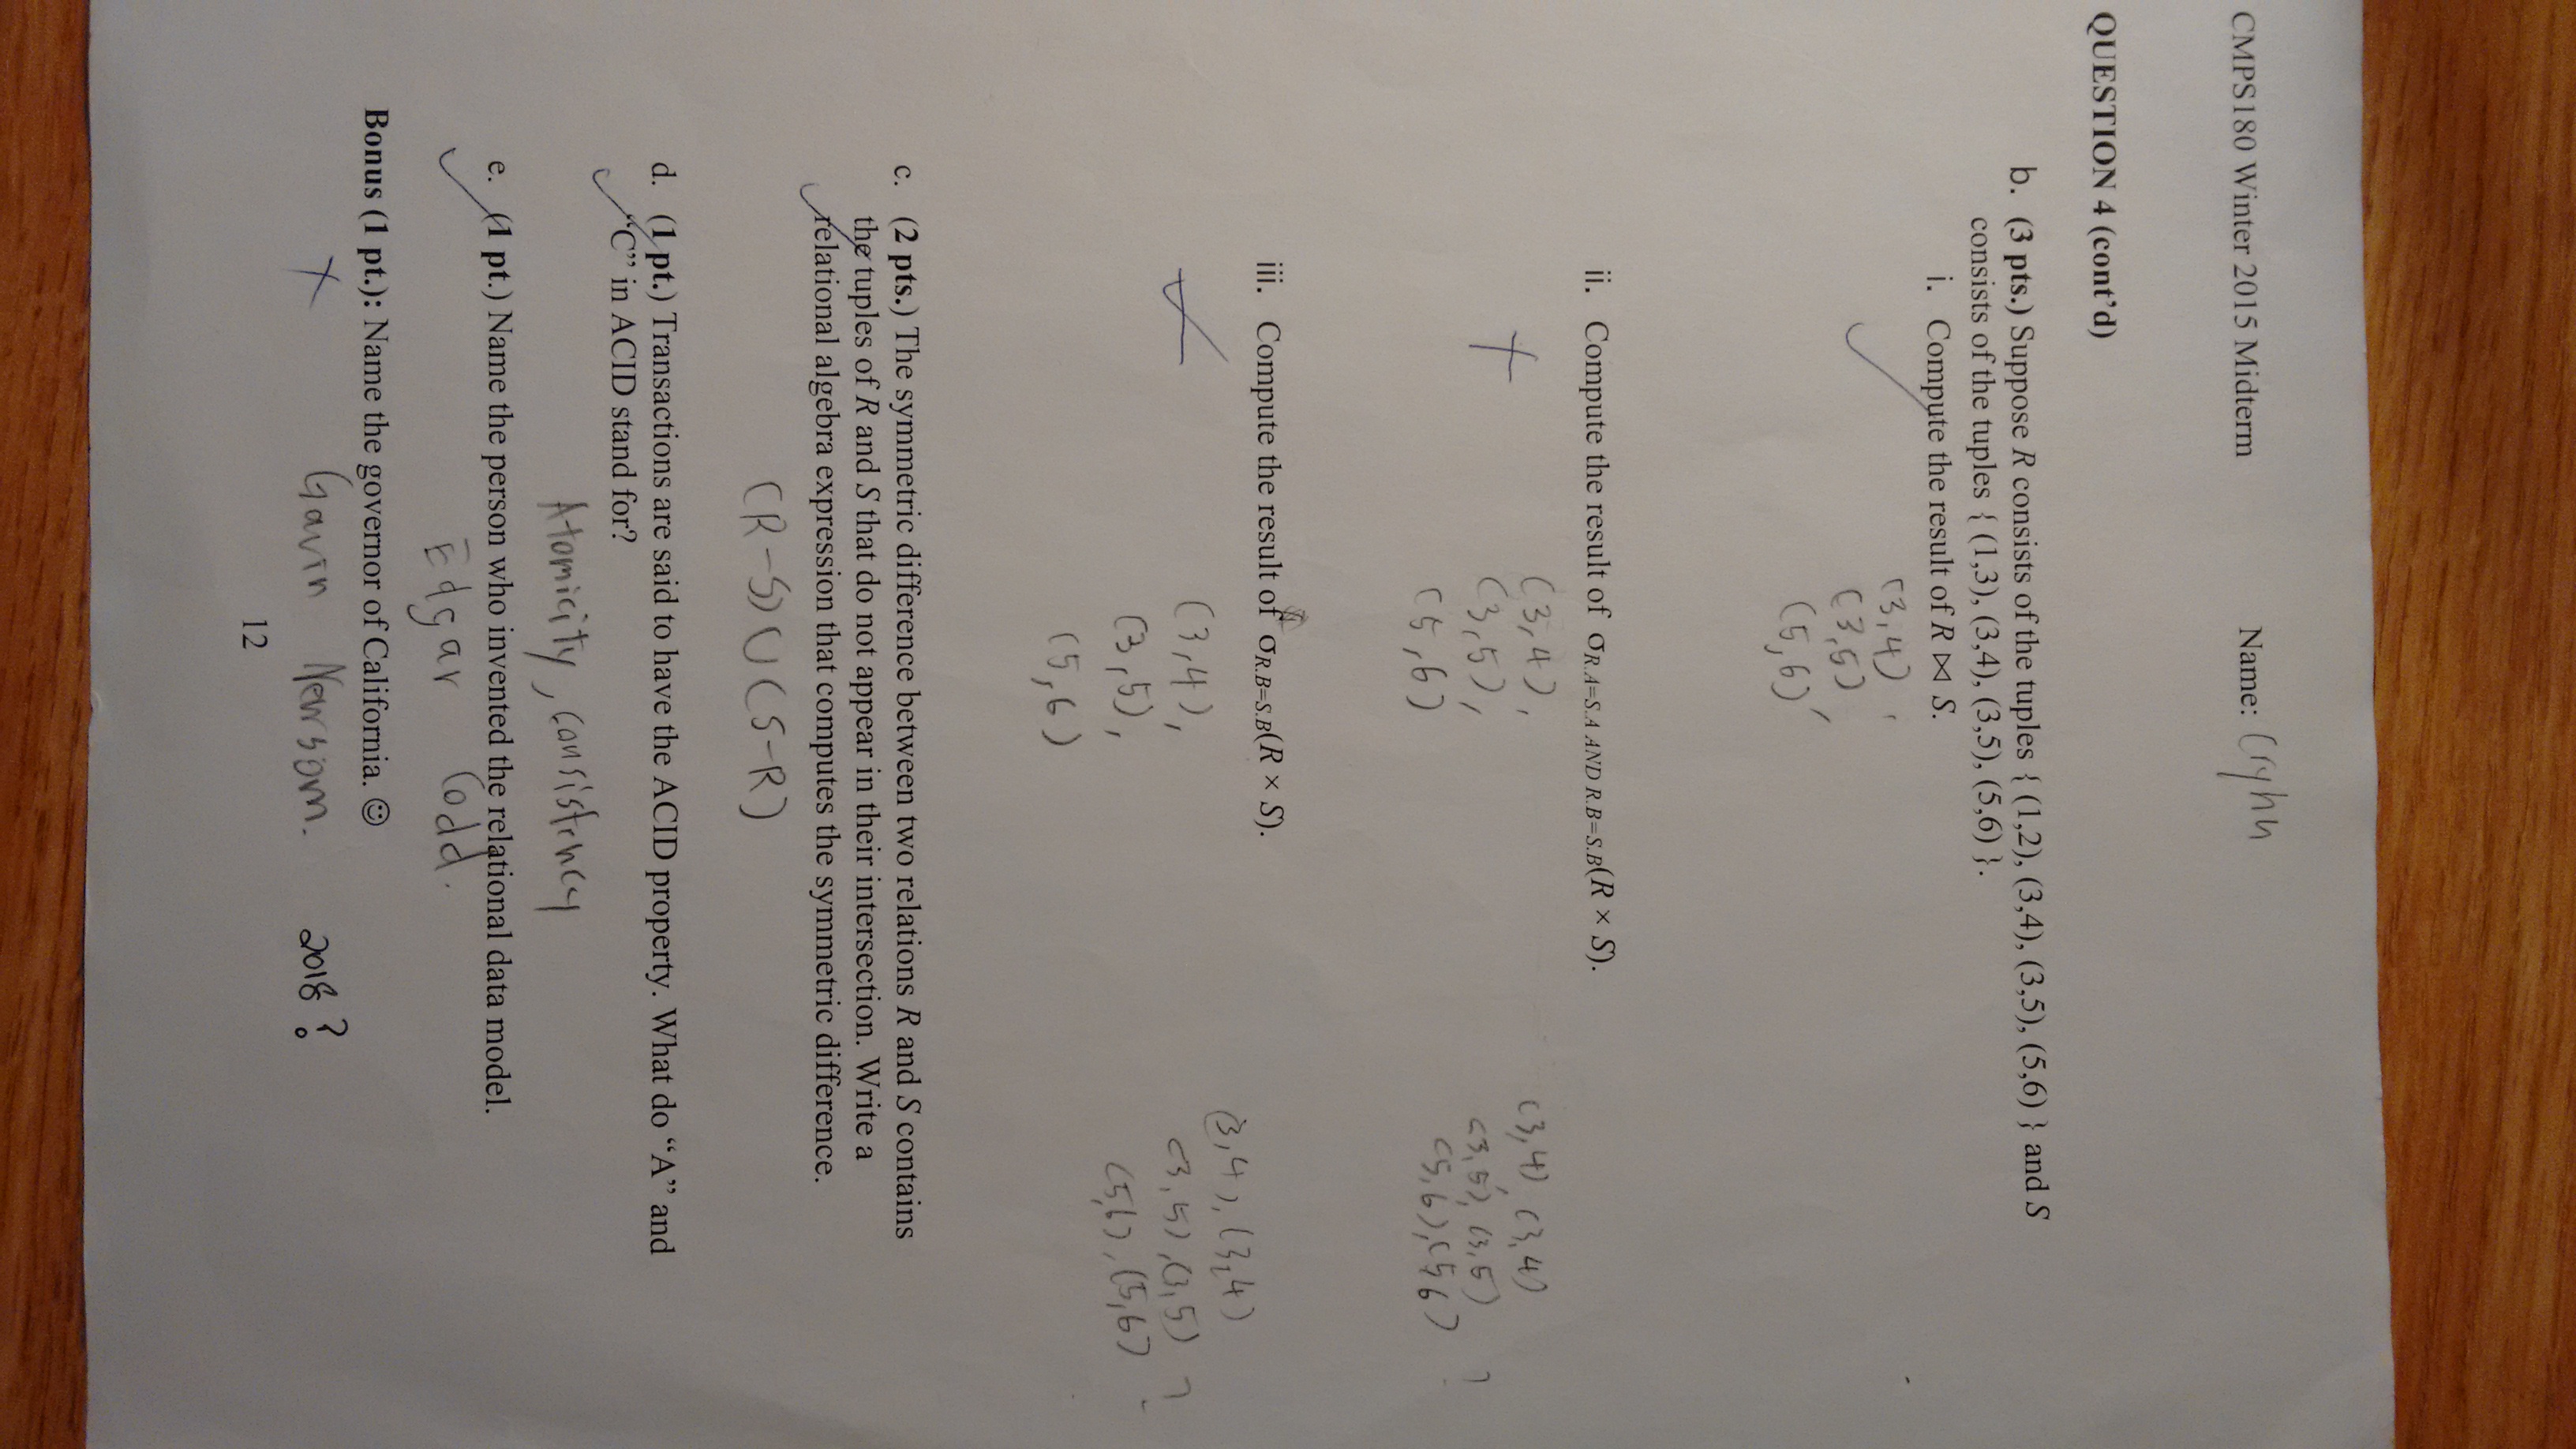 CMPS180 Winter 2015 Midterm Name:
QUESTION 4 (cont'd)
b. (3 pts.) Suppose R consists of the tuples { (1,2), (3,4), (3,5), (5,6) } and S
consists of the tuples { (1,3), (3,4), (3,5), (5,6) }.
i. Compute the result of R ⋈ S.
(3,4),
(3,5)
(5,6)
ii. Compute the result of σR.A=S.A AND R.B=S.B(R × S).
(3,4), (3,4) (3,4)
(3,5), (3,5), (3,5)
(5,6) (5,6), (5,6)
iii. Compute the result of σR.B=S.B(R × S).
(3,4), (3,4), (3,4)
(3,5), (3,5), (3,5)
(5,6) (5,6), (5,6)
c. (2 pts.) The symmetric difference between two relations R and S contains
the tuples of R and S that do not appear in their intersection. Write a
relational algebra expression that computes the symmetric difference.
(R-S) ∪ (S-R)
d. (1 pt.) Transactions are said to have the ACID property. What do “A” and
“C” in ACID stand for?
Atomicity, consistency
e. (1 pt.) Name the person who invented the relational data model.
Edgar Codd.
Bonus (1 pt.): Name the governor of California. ☺
Gavin Newsom. 2018?
12